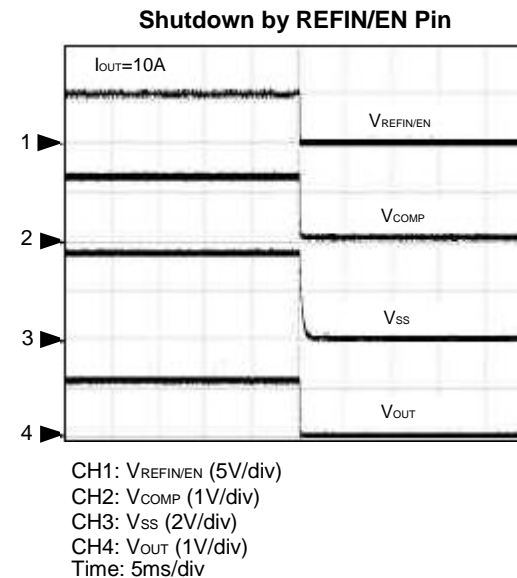 Shutdown by REFIN/EN Pin
IOUT=10A
VREFIN/EN
1
VCOMP
2
VSS
3
VOUT
4
CH1: VREFIN/EN (5V/div)
CH2: VCOMP (1V/div)
CH3: VSS (2V/div)
CH4: VOUT (1V/div)
Time: 5ms/div